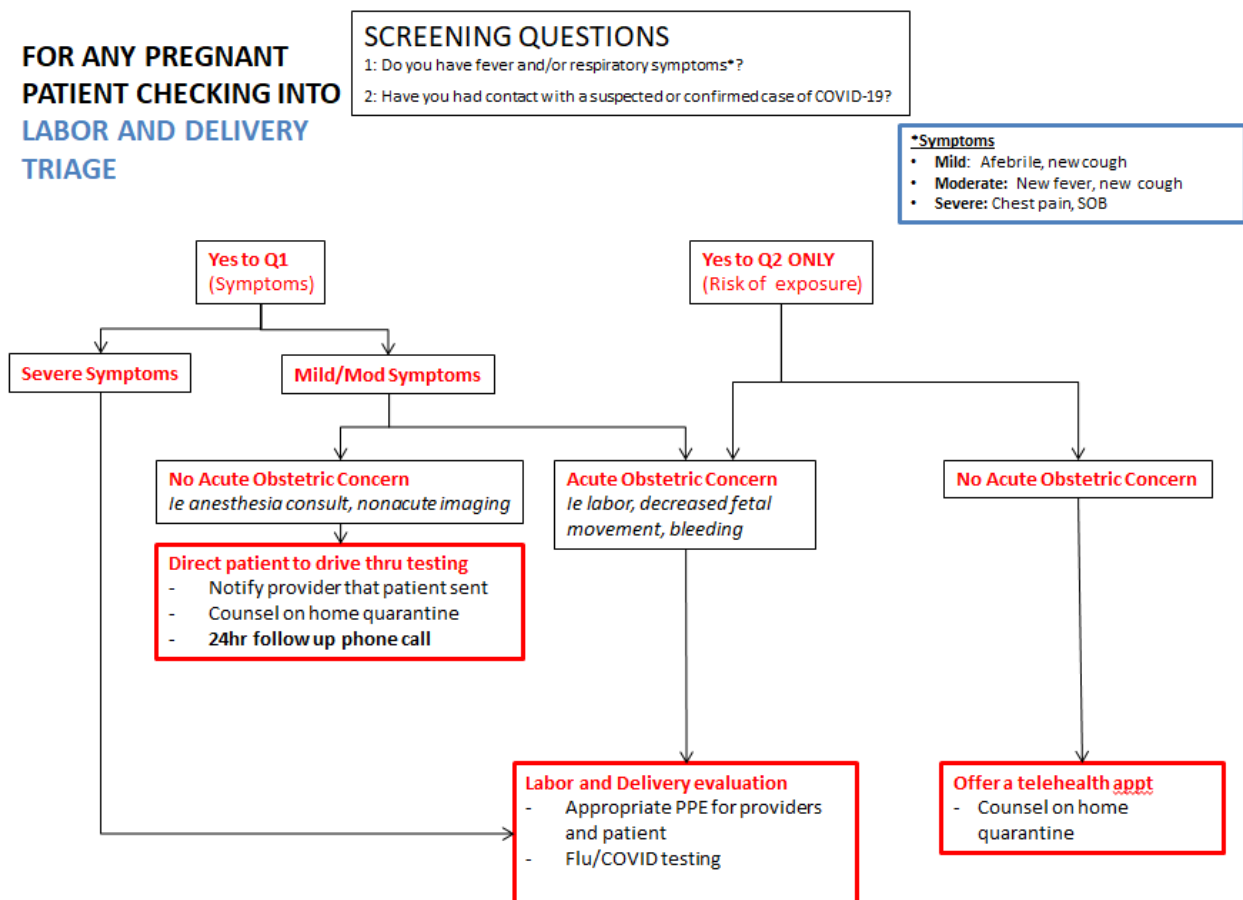 FOR ANY PREGNANT
PATIENT CHECKING INTO
LABOR AND DELIVERY
TRIAGE
SCREENING QUESTIONS
1: Do you have fever and/or respiratory symptoms*?
2: Have you had contact with a suspected or confirmed case of COVID-19?
*Symptoms
• Mild: Afebrile, new cough
• Moderate: New fever, new cough
• Severe: Chest pain, SOB
Yes to Q1
(Symptoms)
Yes to Q2 ONLY
(Risk of exposure)
Severe Symptoms
Mild/Mod Symptoms
No Acute Obstetric Concern
Ie anesthesia consult, nonacute imaging
Acute Obstetric Concern
Ie labor, decreased fetal
movement, bleeding
No Acute Obstetric Concern
Direct patient to drive thru testing
- Notify provider that patient sent
- Counsel on home quarantine
- 24hr follow up phone call
Labor and Delivery evaluation
- Appropriate PPE for providers
and patient
- Flu/COVID testing
Offer a telehealth appt
- Counsel on home
quarantine